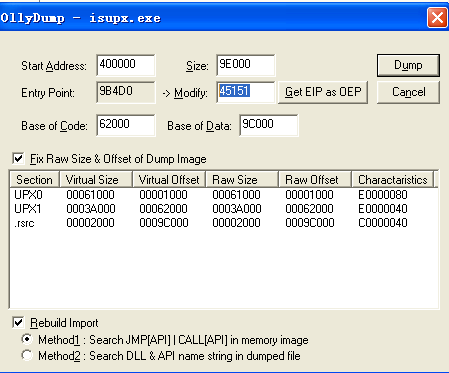 OllyDump - isupx.exe
Start Address: 400000 Size: 9E000 Dump
Entry Point: 9B4D0 -> Modify: 45151 Get EIP as OEP Cancel
Base of Code: 62000 Base of Data: 9C000
Fix Raw Size & Offset of Dump Image
Section Virtual Size Virtual Offset Raw Size Raw Offset Charactaristics
UPX0 00061000 00001000 00061000 00001000 E0000080
UPX1 0003A000 00062000 0003A000 00062000 E0000040
.rsrc 00002000 0009C000 00002000 0009C000 C0000040
Rebuild Import
Method1 : Search JMP[API] | CALL[API] in memory image
Method2 : Search DLL & API name string in dumped file